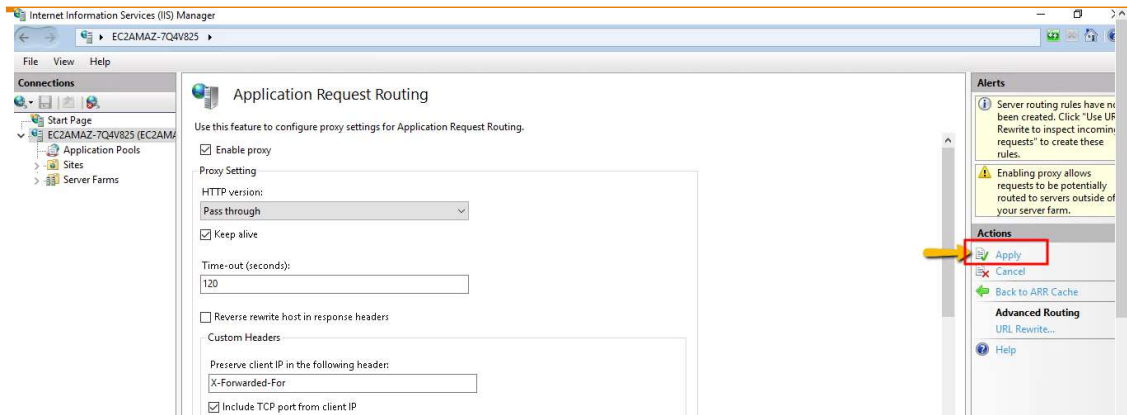 Internet Information Services (IIS) Manager
EC2AMAZ-7Q4V825
File View Help
Connections
Start Page
EC2AMAZ-7Q4V825 (EC2AMA
Application Pools
Sites
Server Farms
Application Request Routing
Use this feature to configure proxy settings for Application Request Routing.
Enable proxy
Proxy Setting
HTTP version:
Pass through
Keep alive
Time-out (seconds):
120
Reverse rewrite host in response headers
Custom Headers
Preserve client IP in the following header:
X-Forwarded-For
Include TCP port from client IP
Alerts
Server routing rules have no
been created. Click "Use UR
Rewrite to inspect incoming
requests" to create these
rules.
Enabling proxy allows
requests to be potentially
routed to servers outside of
your server farm.
Actions
Apply
Cancel
Back to ARR Cache
Advanced Routing
URL Rewrite...
Help